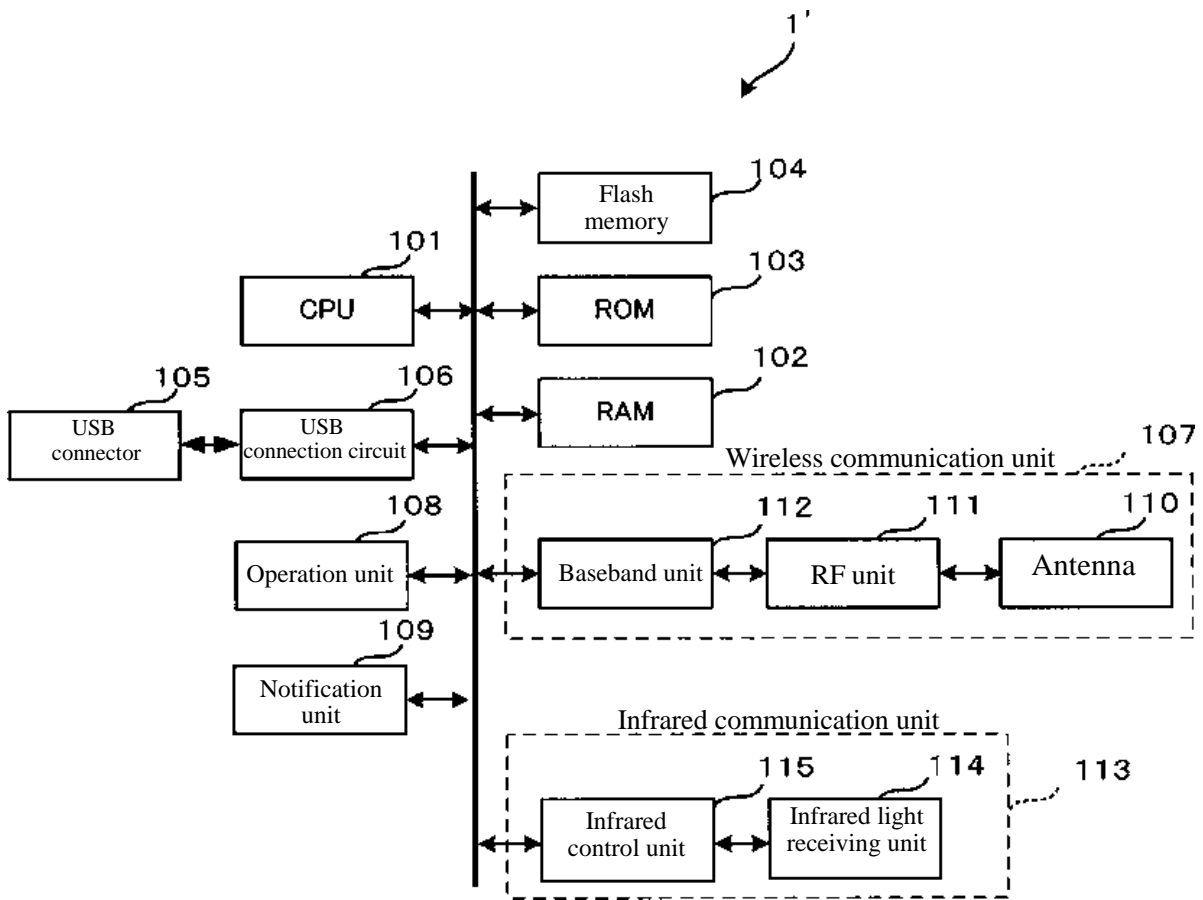 1'
104
Flash
memory
101
CPU
103
ROM
105
USB
connector
106
USB
connection circuit
102
RAM
107
Wireless communication unit
108
Operation unit
112
Baseband unit
111
RF unit
110
Antenna
109
Notification
unit
Infrared communication unit
113
115
Infrared
control unit
114
Infrared light
receiving unit